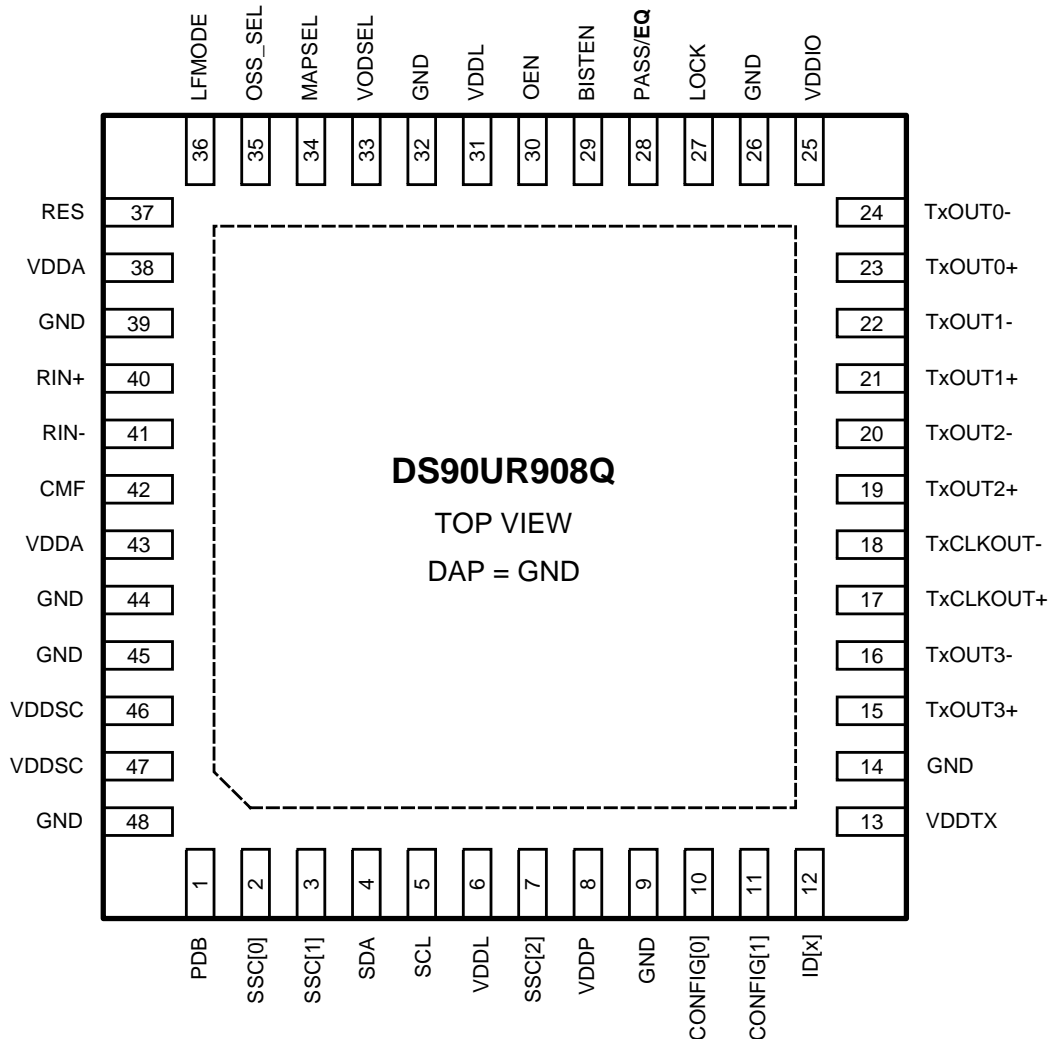 LFMODE
OSS_SEL
MAPSEL
VODSEL
GND
VDDL
OEN
BISTEN
PASS/EQ
LOCK
GND
VDDIO
36
35
34
33
32
31
30
29
28
27
26
25
RES 37
VDDA 38
GND 39
RIN+ 40
RIN- 41
CMF 42
VDDA 43
GND 44
GND 45
VDDSC 46
VDDSC 47
GND 48
DS90UR908Q
TOP VIEW
DAP = GND
24 TxOUT0-
23 TxOUT0+
22 TxOUT1-
21 TxOUT1+
20 TxOUT2-
19 TxOUT2+
18 TxCLKOUT-
17 TxCLKOUT+
16 TxOUT3-
15 TxOUT3+
14 GND
13 VDDTX
1
2
3
4
5
6
7
8
9
10
11
12
PDB
SSC[0]
SSC[1]
SDA
SCL
VDDL
SSC[2]
VDDP
GND
CONFIG[0]
CONFIG[1]
ID[x]